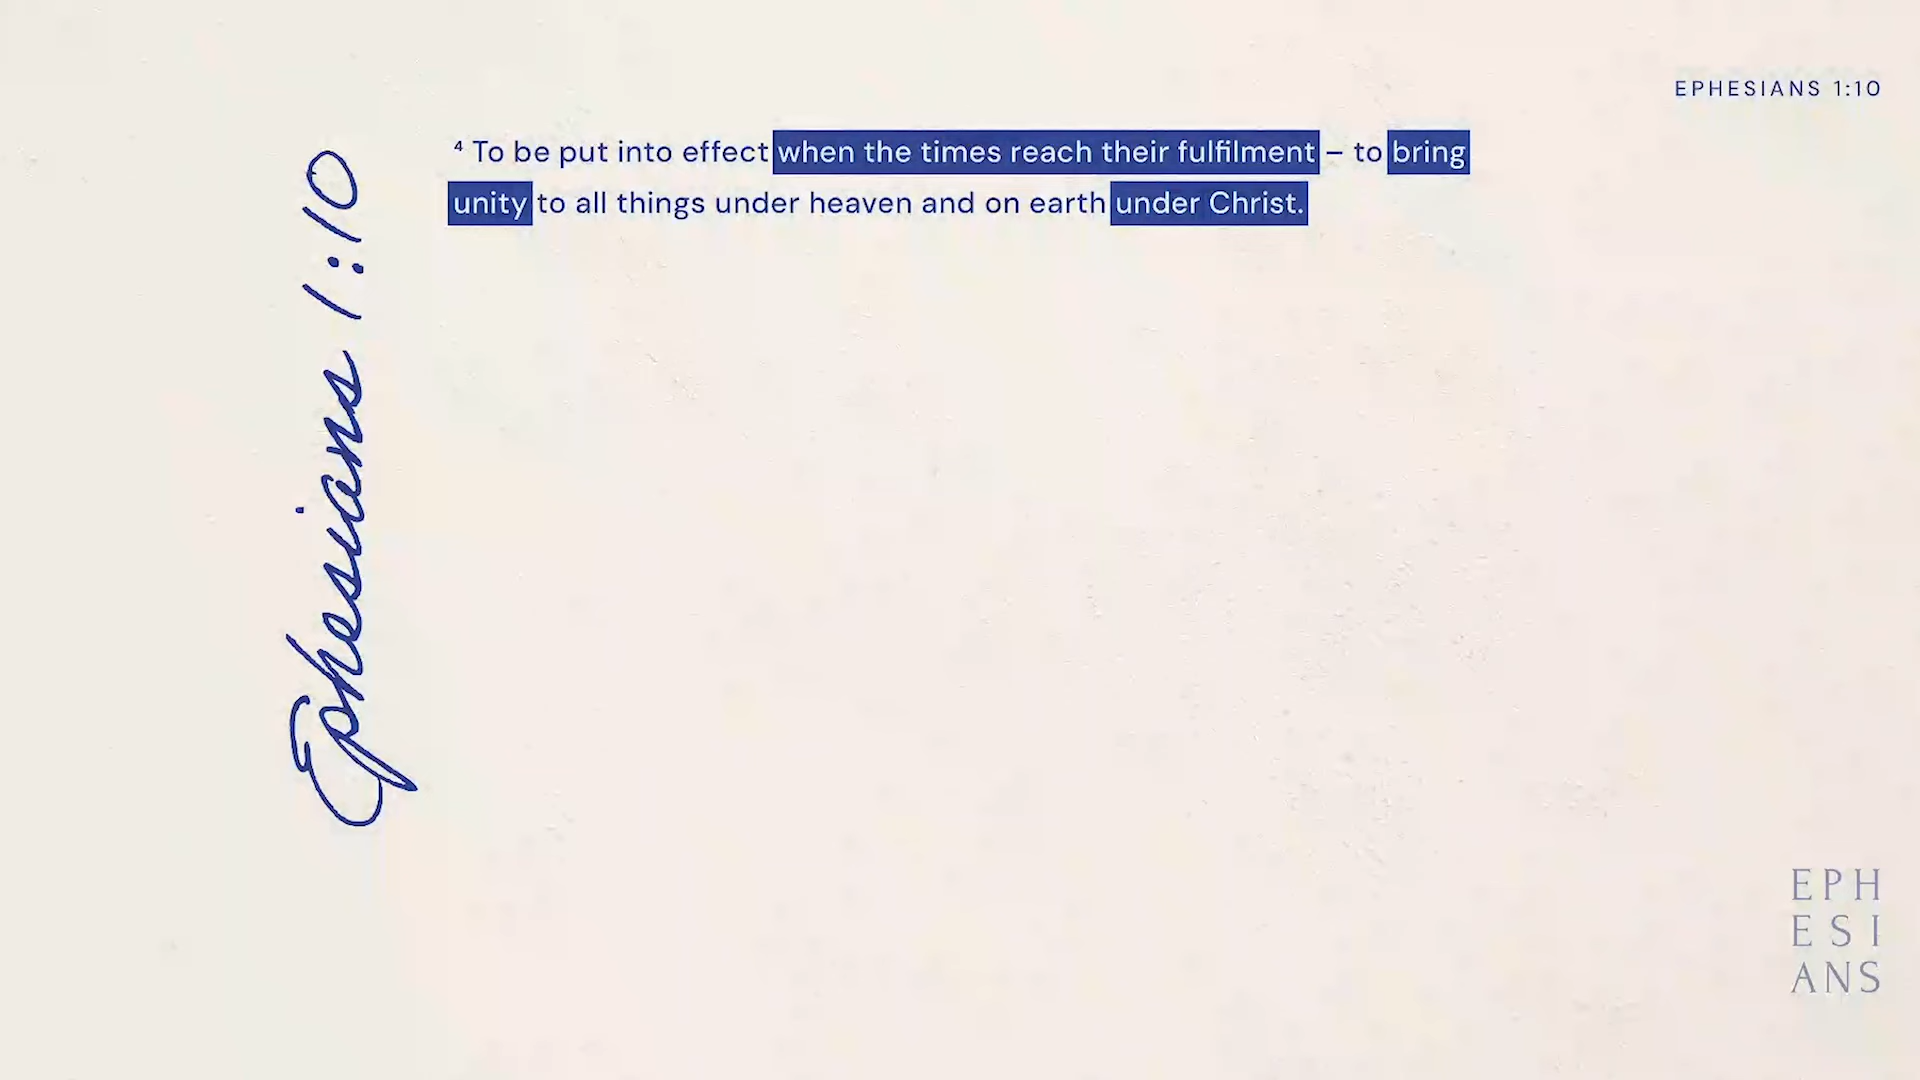 EPHESIANS 1:10
⁴ To be put into effect when the times reach their fulfilment – to bring
unity to all things under heaven and on earth under Christ.
Ephesians 1:10
EPH
ESI
ANS